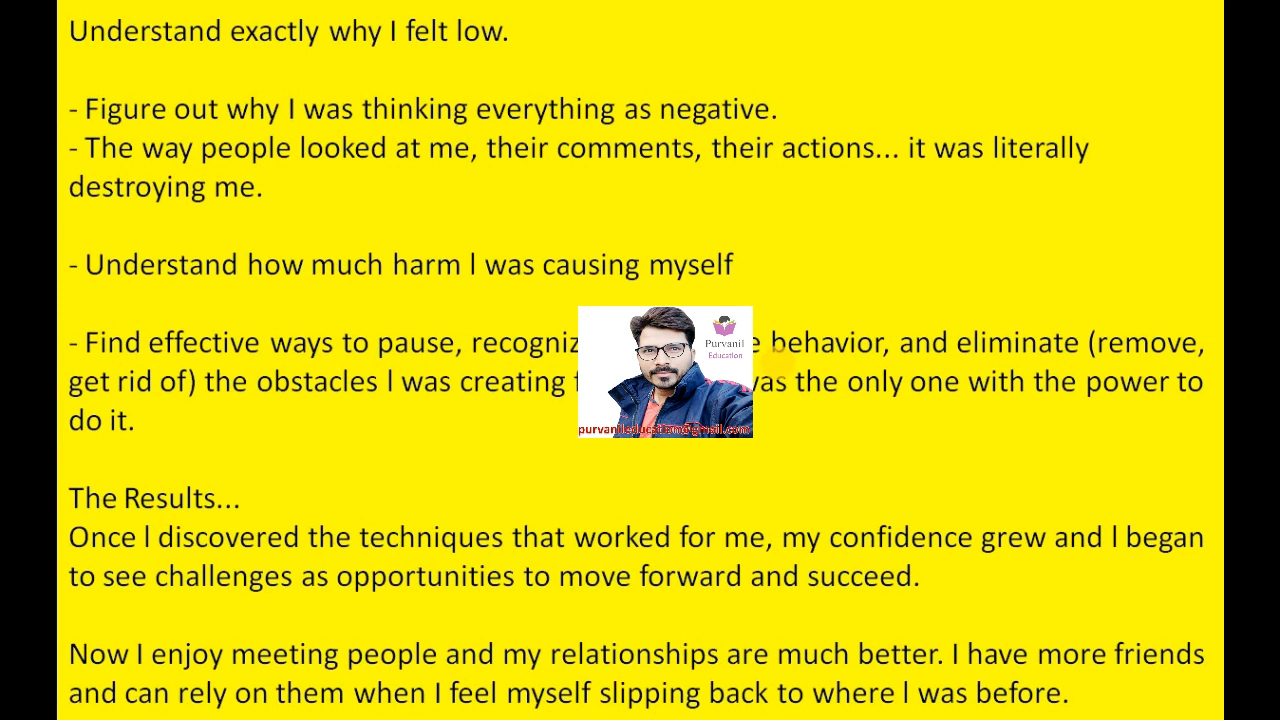 Understand exactly why I felt low.
- Figure out why I was thinking everything as negative.
- The way people looked at me, their comments, their actions... it was literally
destroying me.
- Understand how much harm l was causing myself
- Find effective ways to pause, recogniz
behavior, and eliminate (remove,
get rid of) the obstacles l was creating
the only one with the power to
do it.
Purvanil
Education
purvanileducation@gmail.com
The Results...
Once l discovered the techniques that worked for me, my confidence grew and l began
to see challenges as opportunities to move forward and succeed.
Now I enjoy meeting people and my relationships are much better. I have more friends
and can rely on them when I feel myself slipping back to where l was before.